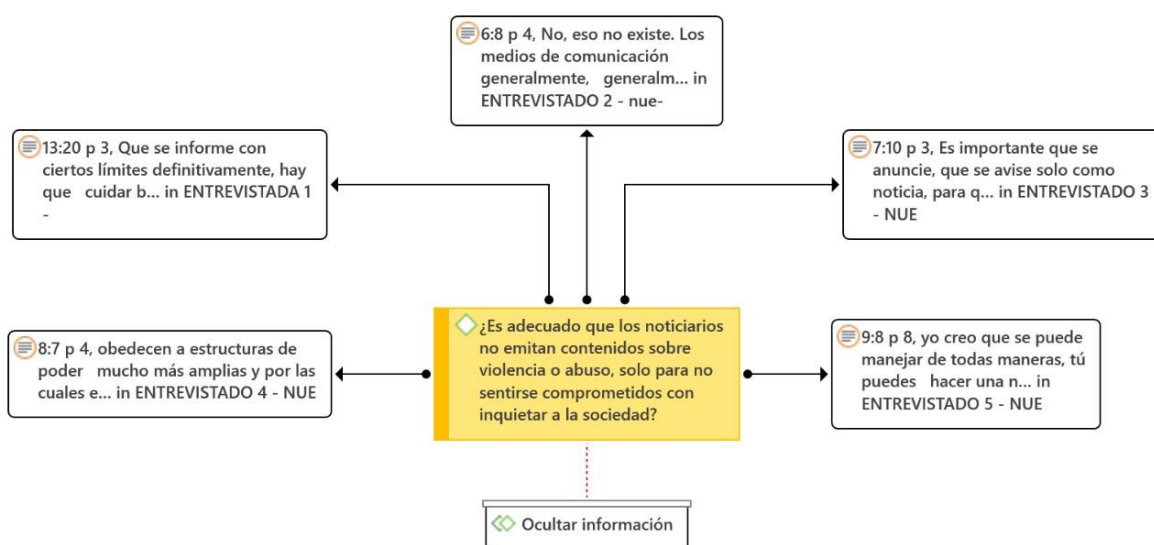 6:8 p 4, No, eso no existe. Los
medios de comunicación
generalmente, generalm... in
ENTREVISTADO 2 - nue-
13:20 p 3, Que se informe con
ciertos límites definitivamente, hay
que cuidar b... in ENTREVISTADA 1
-
7:10 p 3, Es importante que se
anuncie, que se avise solo como
noticia, para q... in ENTREVISTADO 3
- NUE
8:7 p 4, obedecen a estructuras de
poder mucho más amplias y por las
cuales e... in ENTREVISTADO 4 - NUE
¿Es adecuado que los noticiarios
no emitan contenidos sobre
violencia o abuso, solo para no
sentirse comprometidos con
inquietar a la sociedad?
9:8 p 8, yo creo que se puede
manejar de todas maneras, tú
puedes hacer una n... in
ENTREVISTADO 5 - NUE
Ocultar información